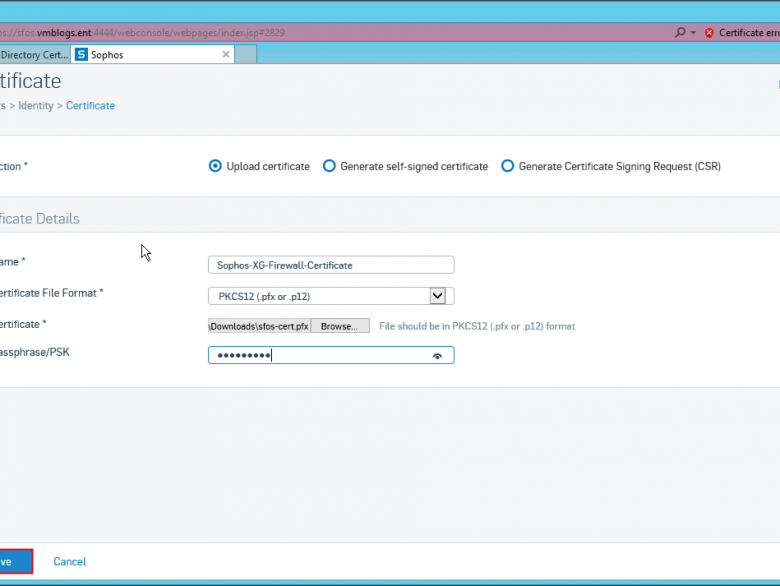 ps://sfos.vmblogs.ent:4444/webconsole/webpages/index.jsp#2829 Certificate erro
Directory Cert... S Sophos
tificate
ts > Identity > Certificate
ction * Upload certificate Generate self-signed certificate Generate Certificate Signing Request (CSR)
ficate Details
ame * Sophos-XG-Firewall-Certificate
ertificate File Format * PKCS12 (.pfx or .p12)
ertificate * \Downloads\sfos-cert.pfx Browse... File should be in PKCS12 (.pfx or .p12) format
assphrase/PSK
ve Cancel